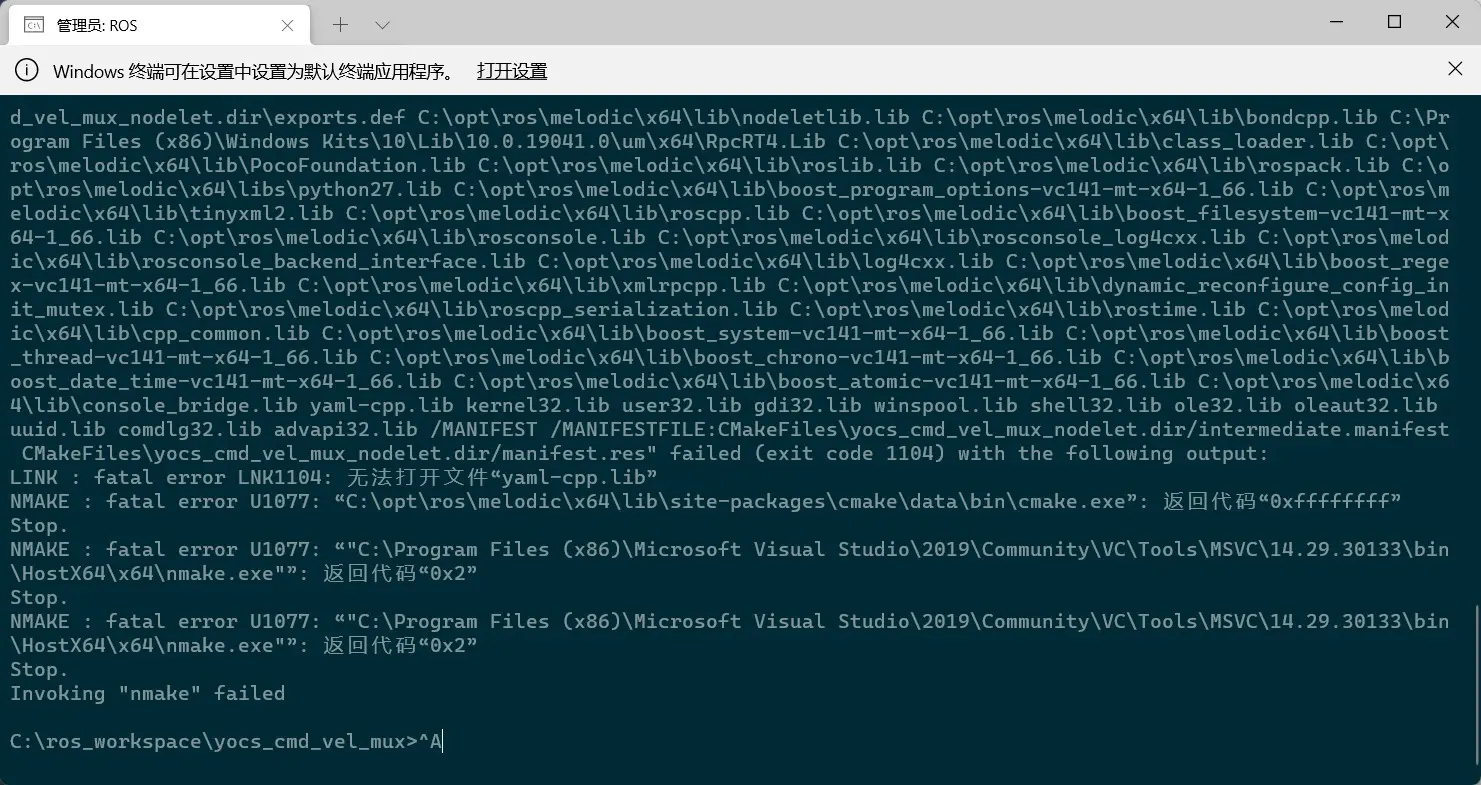 管理员: ROS
Windows 终端可在设置中设置为默认终端应用程序。 打开设置
d_vel_mux_nodelet.dir\exports.def C:\opt\ros\melodic\x64\lib\nodeletlib.lib C:\opt\ros\melodic\x64\lib\bondcpp.lib C:\Pr
ogram Files (x86)\Windows Kits\10\Lib\10.0.19041.0\um\x64\RpcRT4.Lib C:\opt\ros\melodic\x64\lib\class_loader.lib C:\opt\
ros\melodic\x64\lib\PocoFoundation.lib C:\opt\ros\melodic\x64\lib\roslib.lib C:\opt\ros\melodic\x64\lib\rospack.lib C:\o
pt\ros\melodic\x64\libs\python27.lib C:\opt\ros\melodic\x64\lib\boost_program_options-vc141-mt-x64-1_66.lib C:\opt\ros\m
elodic\x64\lib\tinyxml2.lib C:\opt\ros\melodic\x64\lib\roscpp.lib C:\opt\ros\melodic\x64\lib\boost_filesystem-vc141-mt-x
64-1_66.lib C:\opt\ros\melodic\x64\lib\rosconsole.lib C:\opt\ros\melodic\x64\lib\rosconsole_log4cxx.lib C:\opt\ros\melod
ic\x64\lib\rosconsole_backend_interface.lib C:\opt\ros\melodic\x64\lib\log4cxx.lib C:\opt\ros\melodic\x64\lib\boost_rege
x-vc141-mt-x64-1_66.lib C:\opt\ros\melodic\x64\lib\xmlrpcpp.lib C:\opt\ros\melodic\x64\lib\dynamic_reconfigure_config_in
it_mutex.lib C:\opt\ros\melodic\x64\lib\roscpp_serialization.lib C:\opt\ros\melodic\x64\lib\rostime.lib C:\opt\ros\melod
ic\x64\lib\cpp_common.lib C:\opt\ros\melodic\x64\lib\boost_system-vc141-mt-x64-1_66.lib C:\opt\ros\melodic\x64\lib\boost
_thread-vc141-mt-x64-1_66.lib C:\opt\ros\melodic\x64\lib\boost_chrono-vc141-mt-x64-1_66.lib C:\opt\ros\melodic\x64\lib\b
oost_date_time-vc141-mt-x64-1_66.lib C:\opt\ros\melodic\x64\lib\boost_atomic-vc141-mt-x64-1_66.lib C:\opt\ros\melodic\x6
4\lib\console_bridge.lib yaml-cpp.lib kernel32.lib user32.lib gdi32.lib winspool.lib shell32.lib ole32.lib oleaut32.lib
uuid.lib comdlg32.lib advapi32.lib /MANIFEST /MANIFESTFILE:CMakeFiles\yocs_cmd_vel_mux_nodelet.dir/intermediate.manifest
CMakeFiles\yocs_cmd_vel_mux_nodelet.dir/manifest.res" failed (exit code 1104) with the following output:
LINK : fatal error LNK1104: 无法打开文件“yaml-cpp.lib”
NMAKE : fatal error U1077: “C:\opt\ros\melodic\x64\lib\site-packages\cmake\data\bin\cmake.exe”: 返回代码“0xffffffff”
Stop.
NMAKE : fatal error U1077: “"C:\Program Files (x86)\Microsoft Visual Studio\2019\Community\VC\Tools\MSVC\14.29.30133\bin
\HostX64\x64\nmake.exe"”: 返回代码“0x2”
Stop.
NMAKE : fatal error U1077: “"C:\Program Files (x86)\Microsoft Visual Studio\2019\Community\VC\Tools\MSVC\14.29.30133\bin
\HostX64\x64\nmake.exe"”: 返回代码“0x2”
Stop.
Invoking "nmake" failed
C:\ros_workspace\yocs_cmd_vel_mux>^A